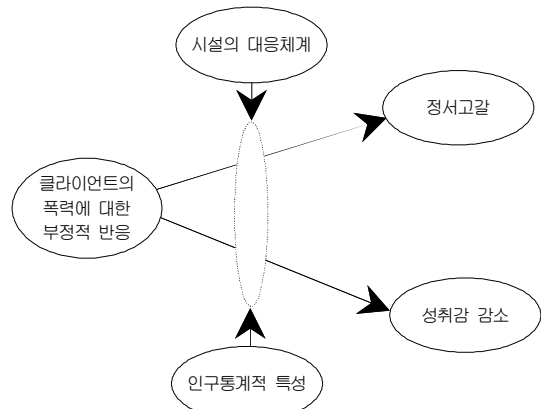 시설의 대응체계
정서고갈
클라이언트의
폭력에 대한
부정적 반응
성취감 감소
인구통계적 특성